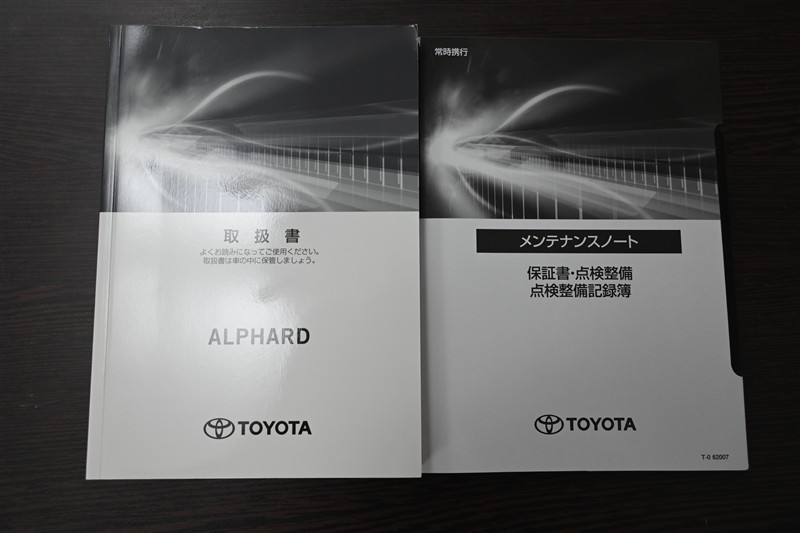 取扱書
よくお読みになってご使用ください。
取扱書は車の中に保管しましょう。
ALPHARD
TOYOTA
常時携行
メンテナンスノート
保証書・点検整備
点検整備記録簿
TOYOTA
T-0 62007